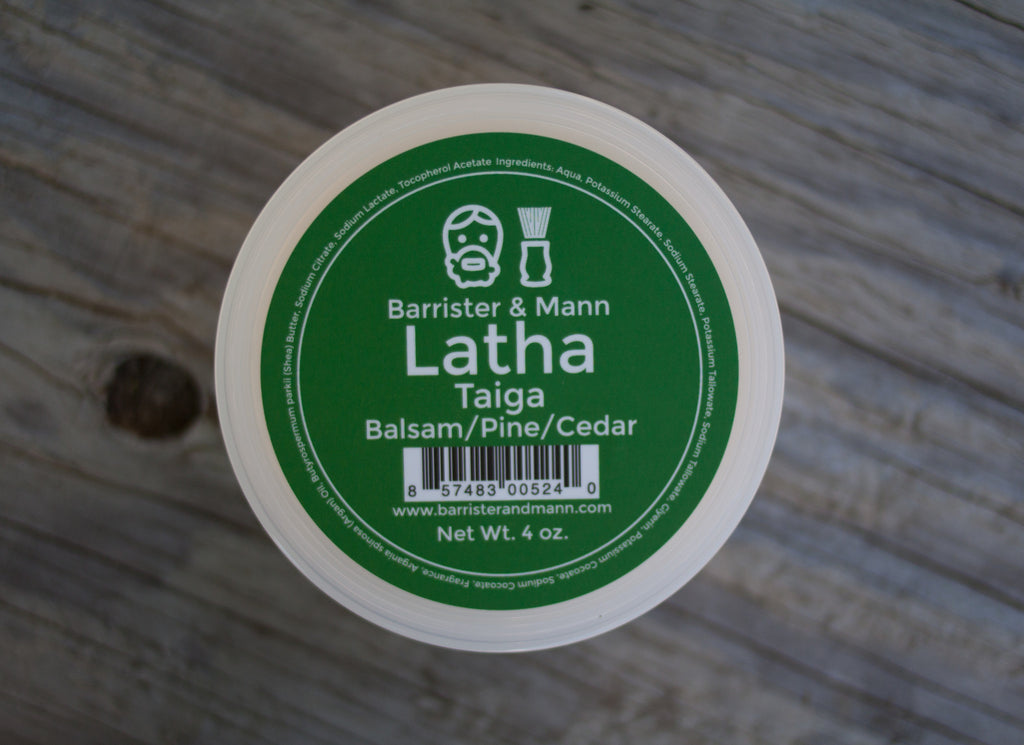 Ingredients: Aqua, Potassium Stearate, Sodium Stearate, Potassium Tallowate, Sodium Tallowate, Glyerin, Potassium Cocoate, Sodium Cocoate, Fragrance, Argania spinosa (Argan) Oil, Butyrospermum parkii (Shea) Butter, Sodium Citrate, Sodium Lactate, Tocopherol Acetate
Barrister & Mann
Latha
Taiga
Balsam/Pine/Cedar
8 57483 00524 0
www.barristerandmann.com
Net Wt. 4 oz.